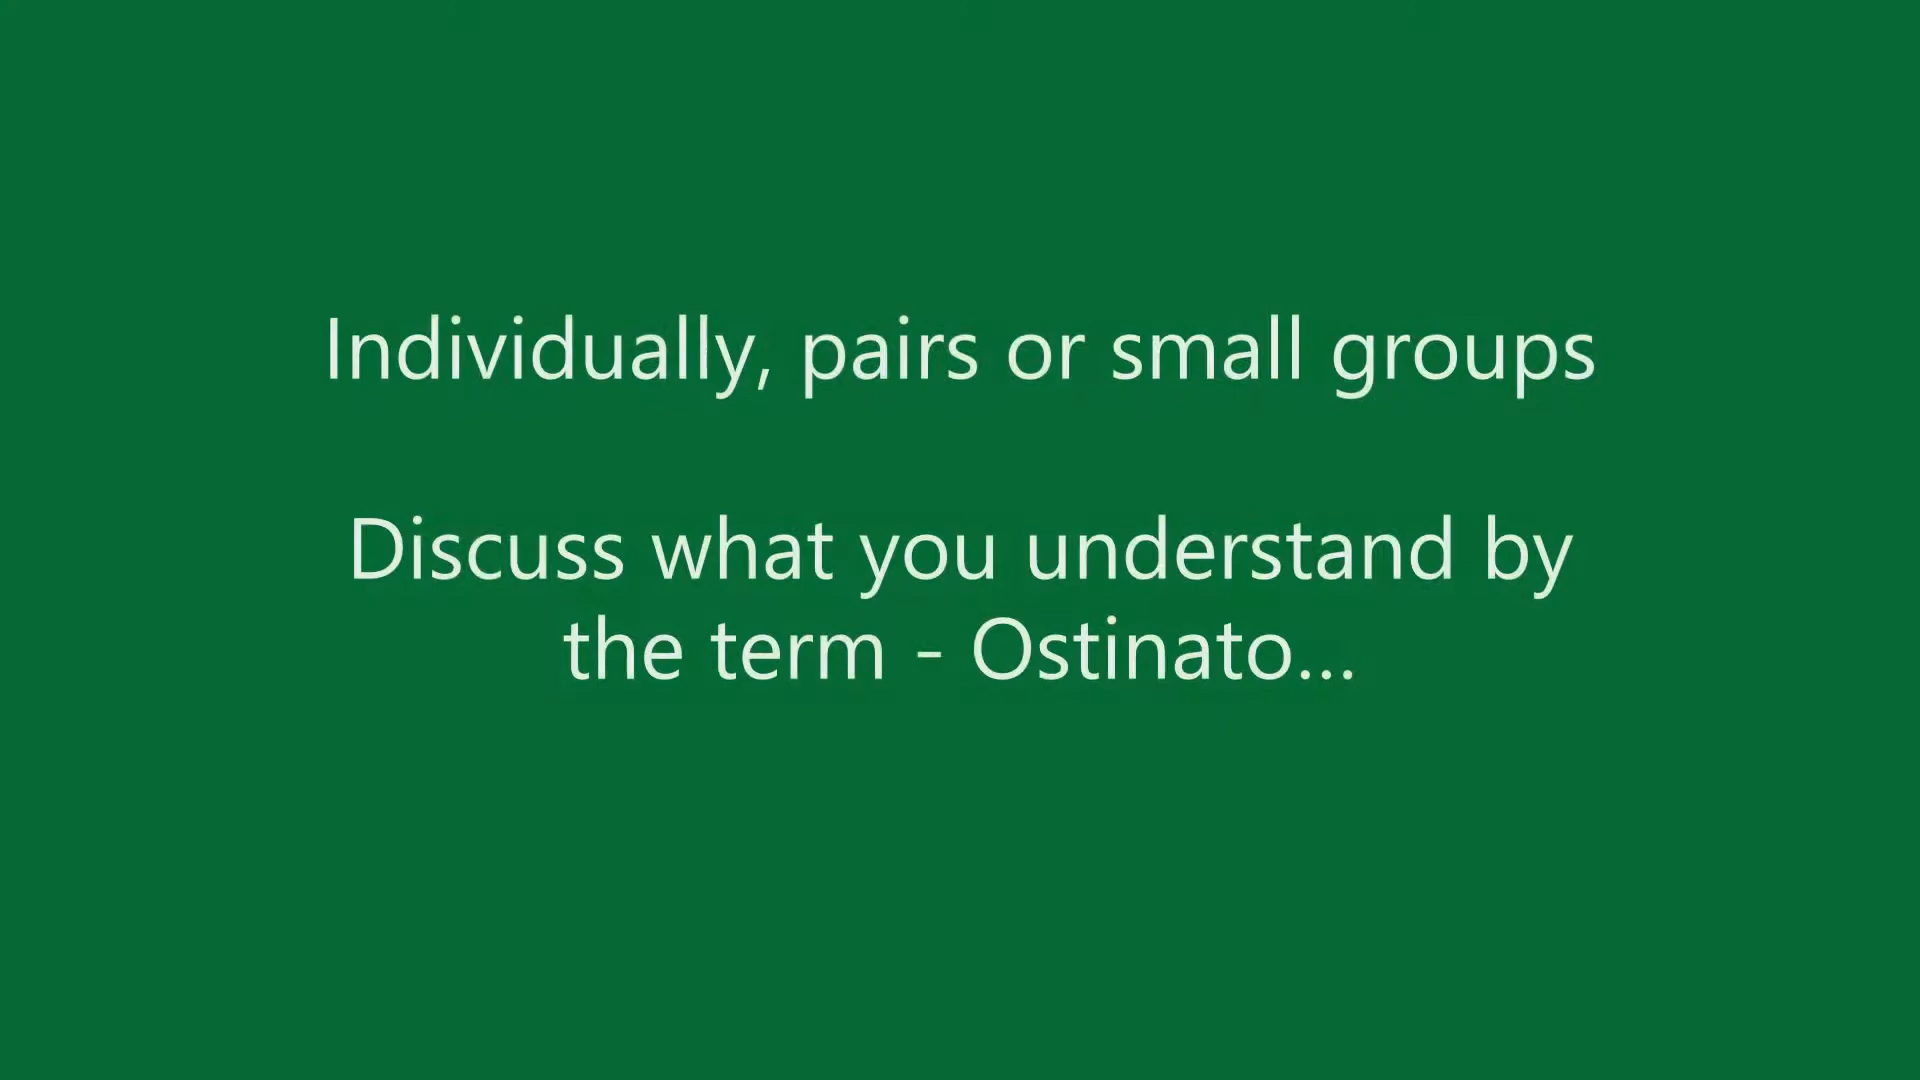 Individually, pairs or small groups
Discuss what you understand by
the term - Ostinato...